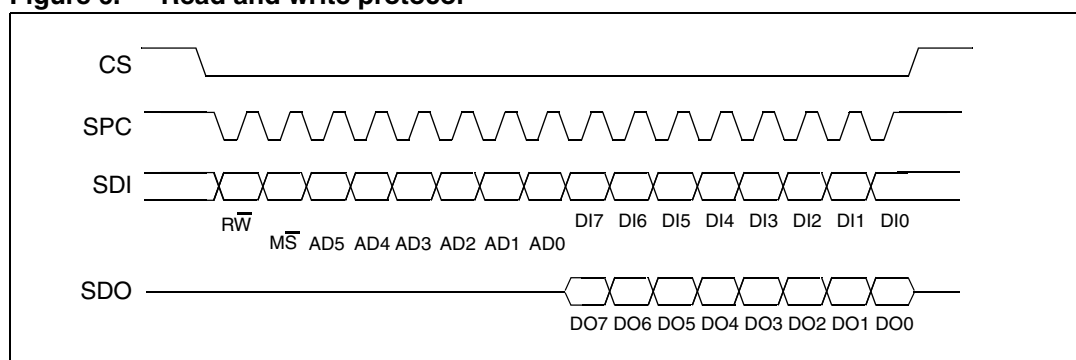 Figure 6. Read and write protocol
CS
SPC
SDI
RW̅
DI7 DI6 DI5 DI4 DI3 DI2 DI1 DI0
MS̅ AD5 AD4 AD3 AD2 AD1 AD0
SDO
DO7 DO6 DO5 DO4 DO3 DO2 DO1 DO0